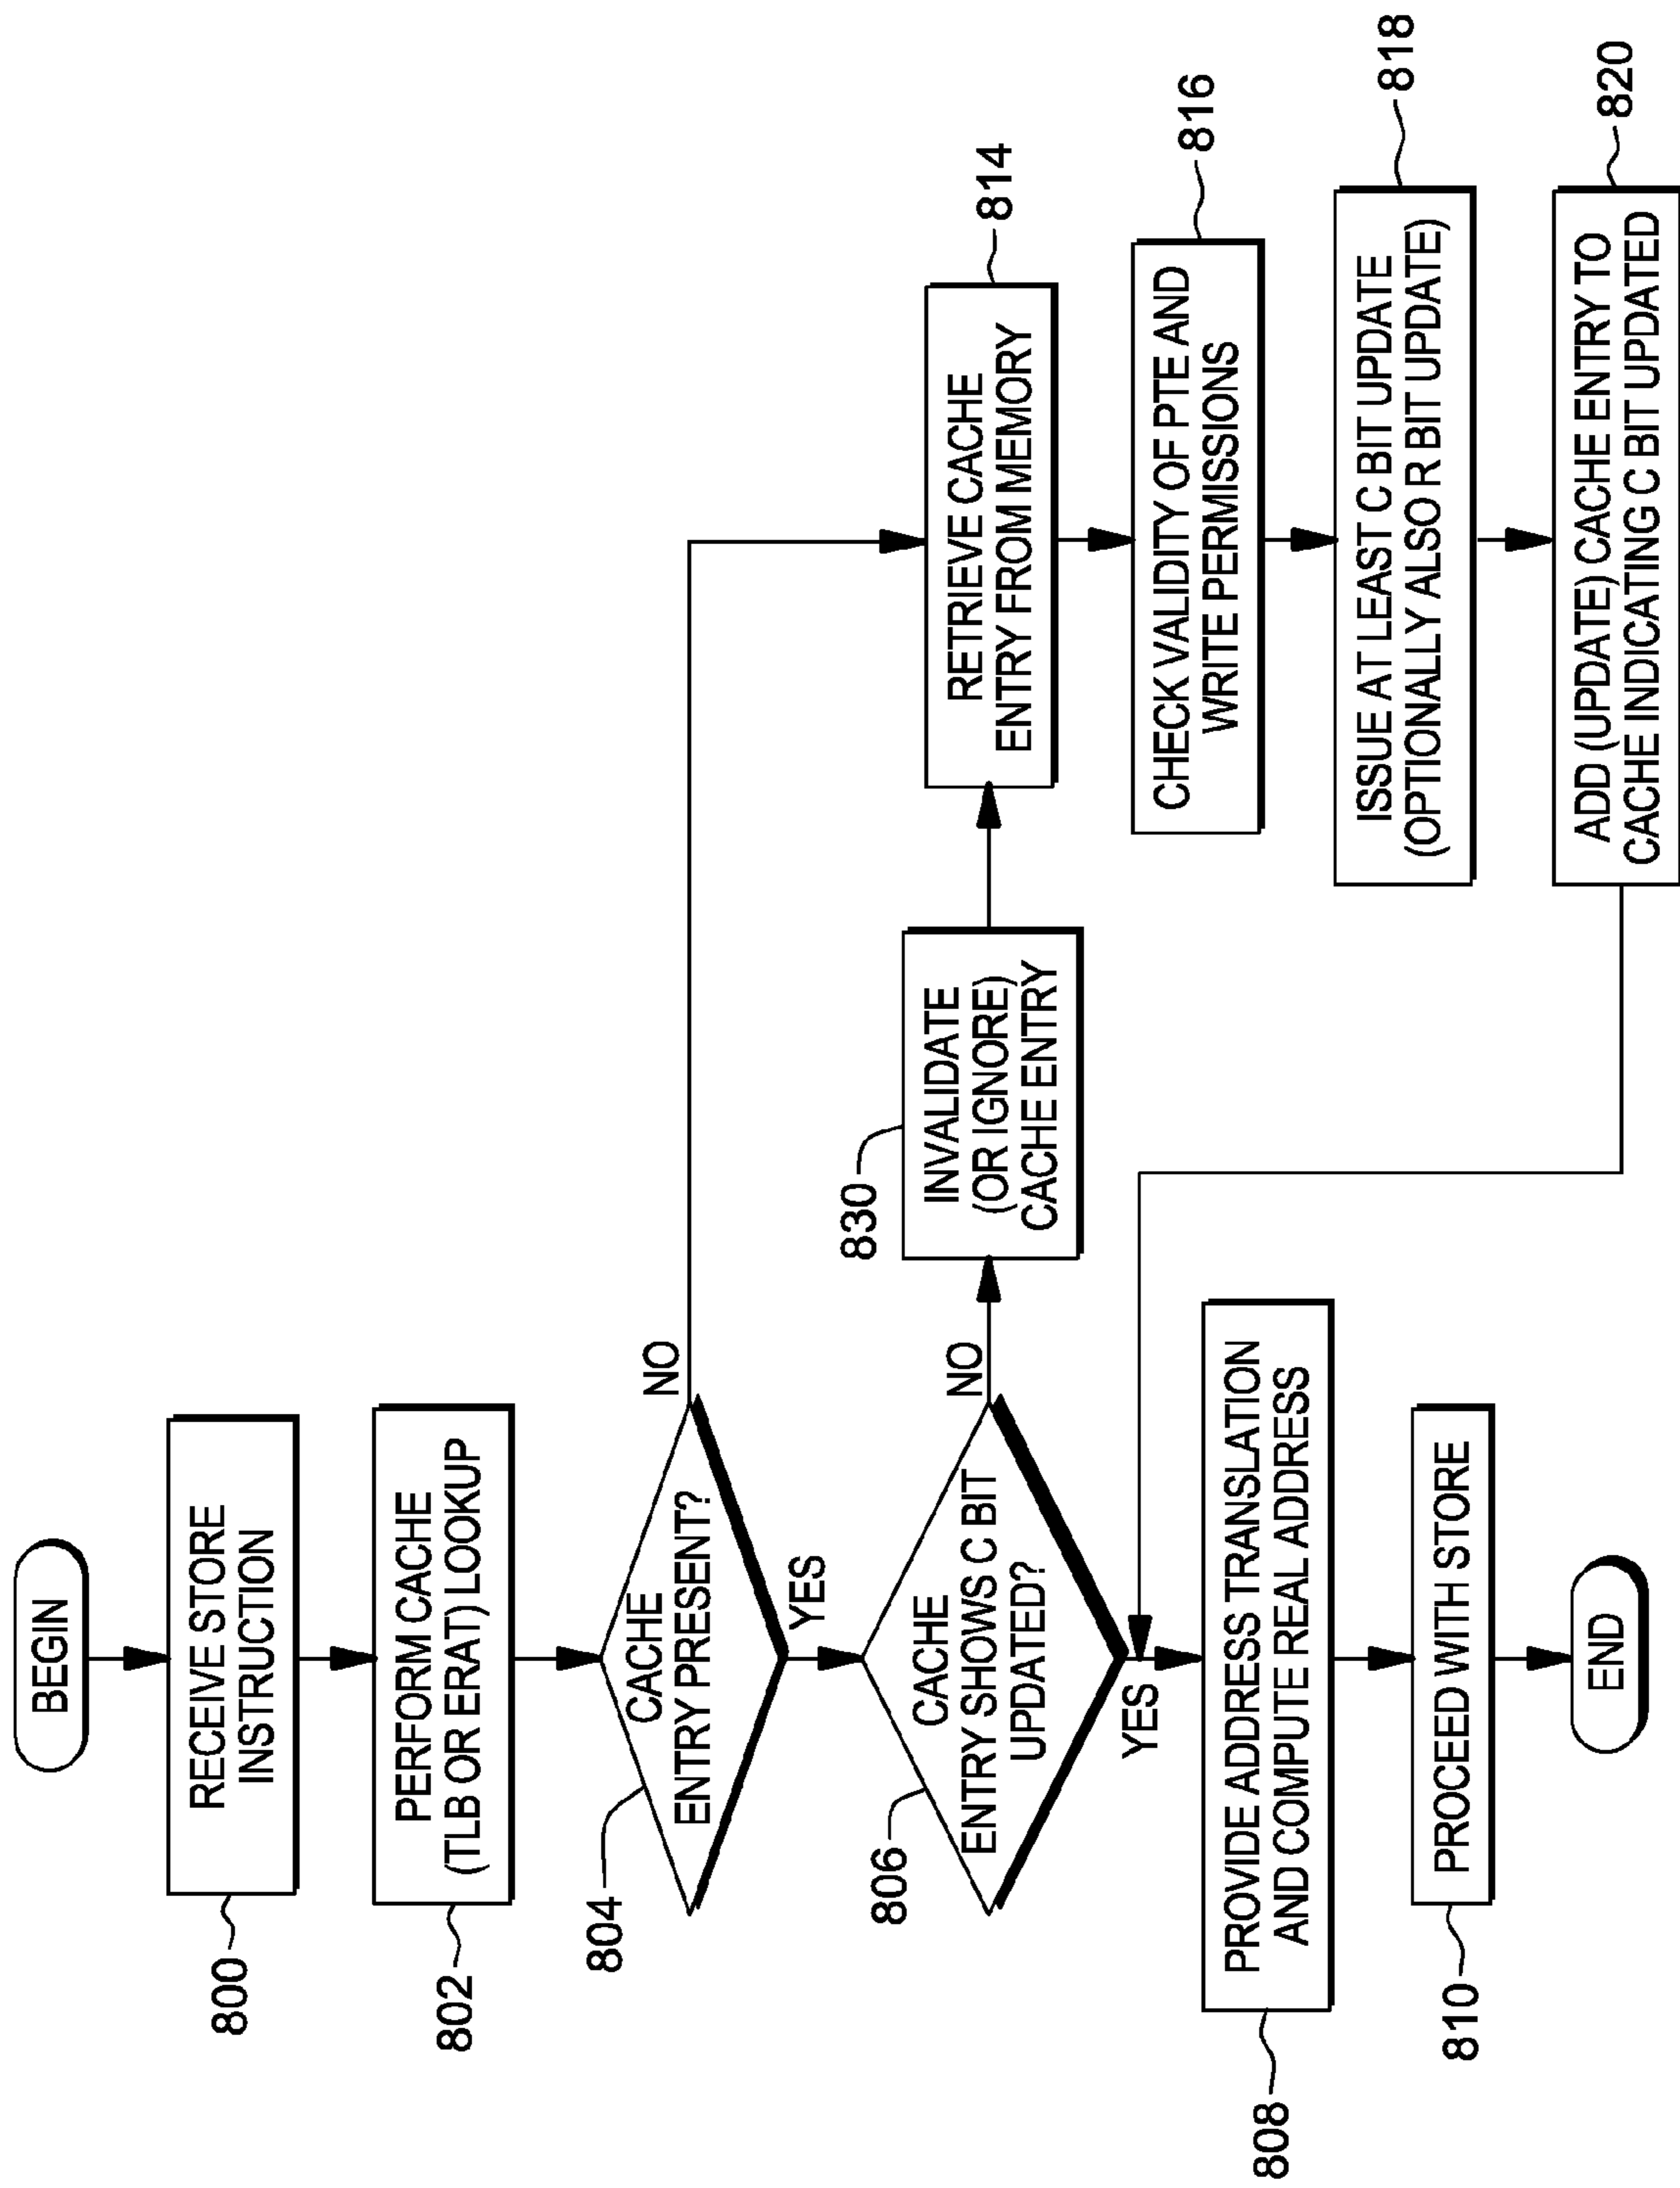 BEGIN
800
RECEIVE STORE
INSTRUCTION
802
PERFORM CACHE
(TLB OR ERAT) LOOKUP
804
CACHE
ENTRY PRESENT?
NO
YES
806
CACHE
ENTRY SHOWS C BIT
UPDATED?
NO
YES
830
INVALIDATE
(OR IGNORE)
CACHE ENTRY
814
RETRIEVE CACHE
ENTRY FROM MEMORY
816
CHECK VALIDITY OF PTE AND
WRITE PERMISSIONS
818
ISSUE AT LEAST C BIT UPDATE
(OPTIONALLY ALSO R BIT UPDATE)
820
ADD (UPDATE) CACHE ENTRY TO
CACHE INDICATING C BIT UPDATED
808
PROVIDE ADDRESS TRANSLATION
AND COMPUTE REAL ADDRESS
810
PROCEED WITH STORE
END